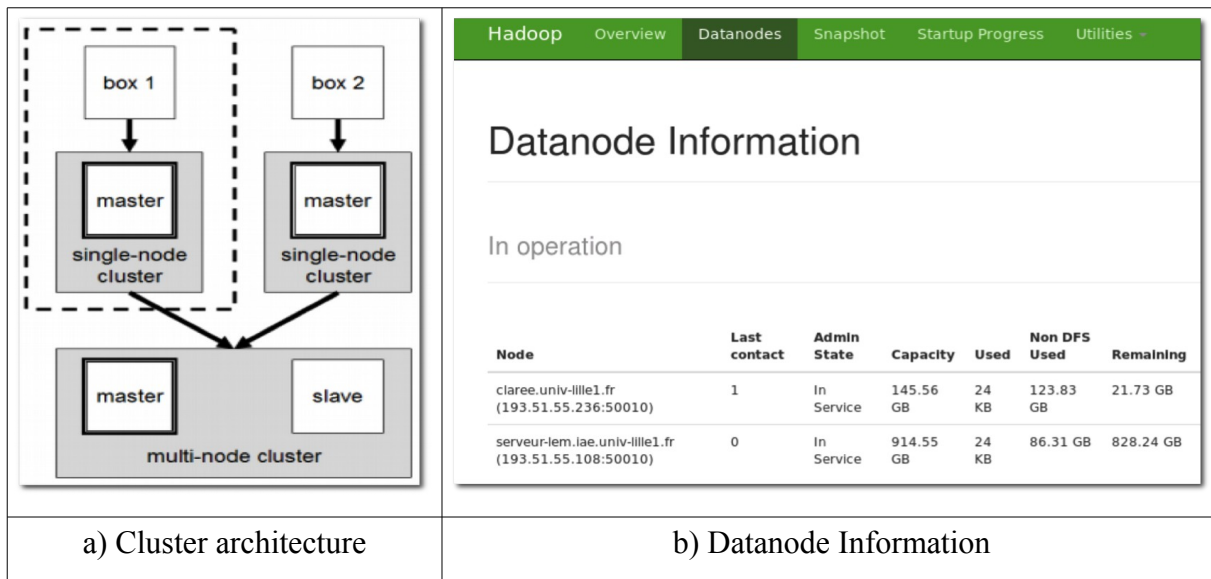 box 1
box 2
master
master
single-node
cluster
single-node
cluster
master
slave
multi-node cluster
a) Cluster architecture
Hadoop Overview Datanodes Snapshot Startup Progress Utilities
Datanode Information
In operation
Node Last contact Admin State Capacity Used Non DFS Used Remaining
claree.univ-lille1.fr (193.51.55.236:50010) 1 In Service 145.56 GB 24 KB 123.83 GB 21.73 GB
serveur-lem.iae.univ-lille1.fr (193.51.55.108:50010) 0 In Service 914.55 GB 24 KB 86.31 GB 828.24 GB
b) Datanode Information